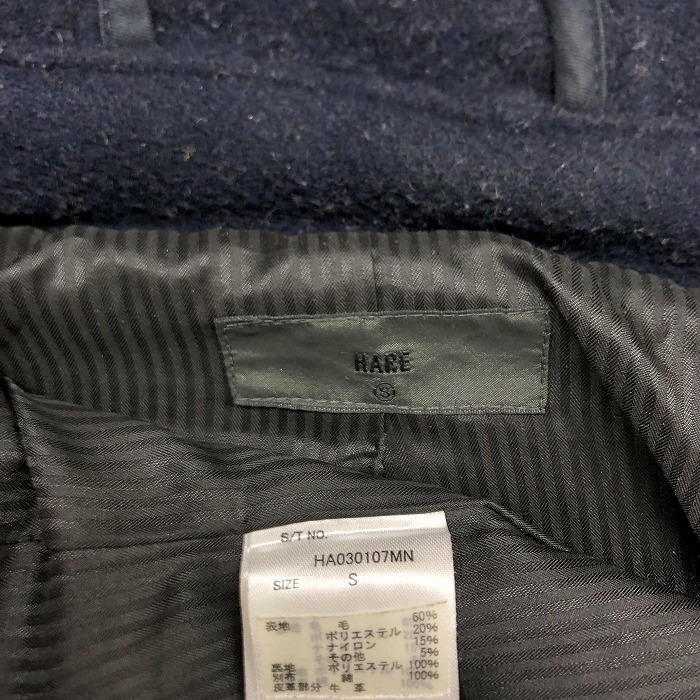 HARE
S
S/T NO.
HA030107MN
SIZE S
表地 毛 60%
ポリエステル 20%
ナイロン 15%
その他 5%
裏地 ポリエステル 100%
別布 綿 100%
皮革部分 牛 革